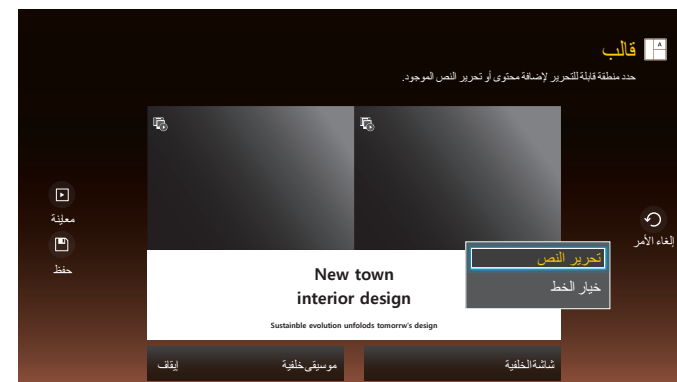 قالب
حدد منطقة قابلة للتحرير لإضافة محتوى أو تحرير النص الموجود.
معاينة
حفظ
إلغاء الأمر
تحرير النص
خيار الخط
New town
interior design
Sustainble evolution unfolods tomorrw's design
شاشة الخلفية
موسيقى خلفية إيقاف